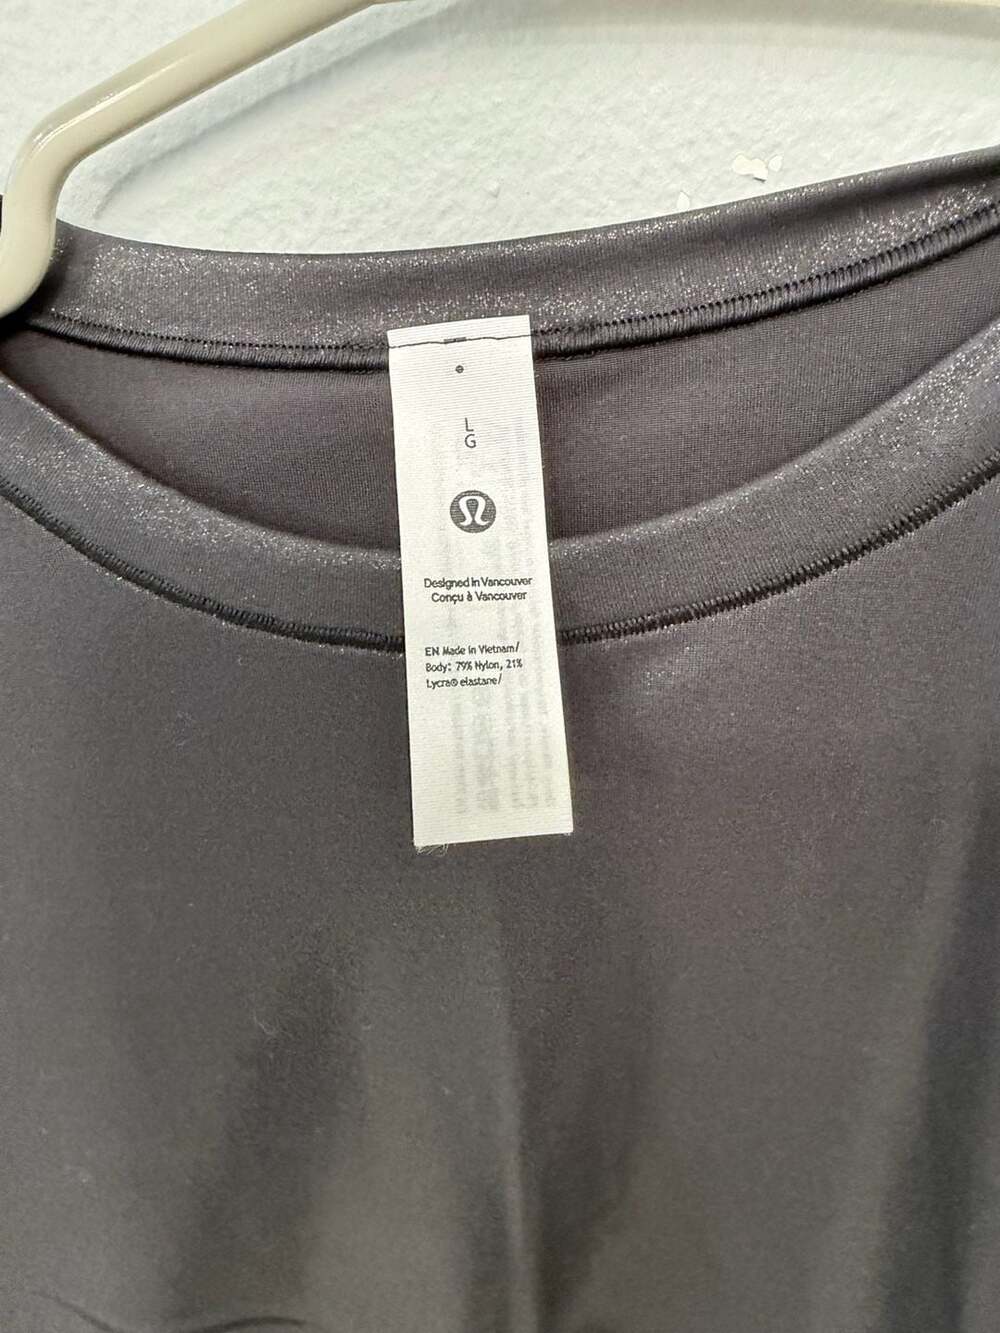 L
G
Designed in Vancouver
Conçu à Vancouver
EN Made in Vietnam/
Body: 79% Nylon, 21%
Lycra® elastane/